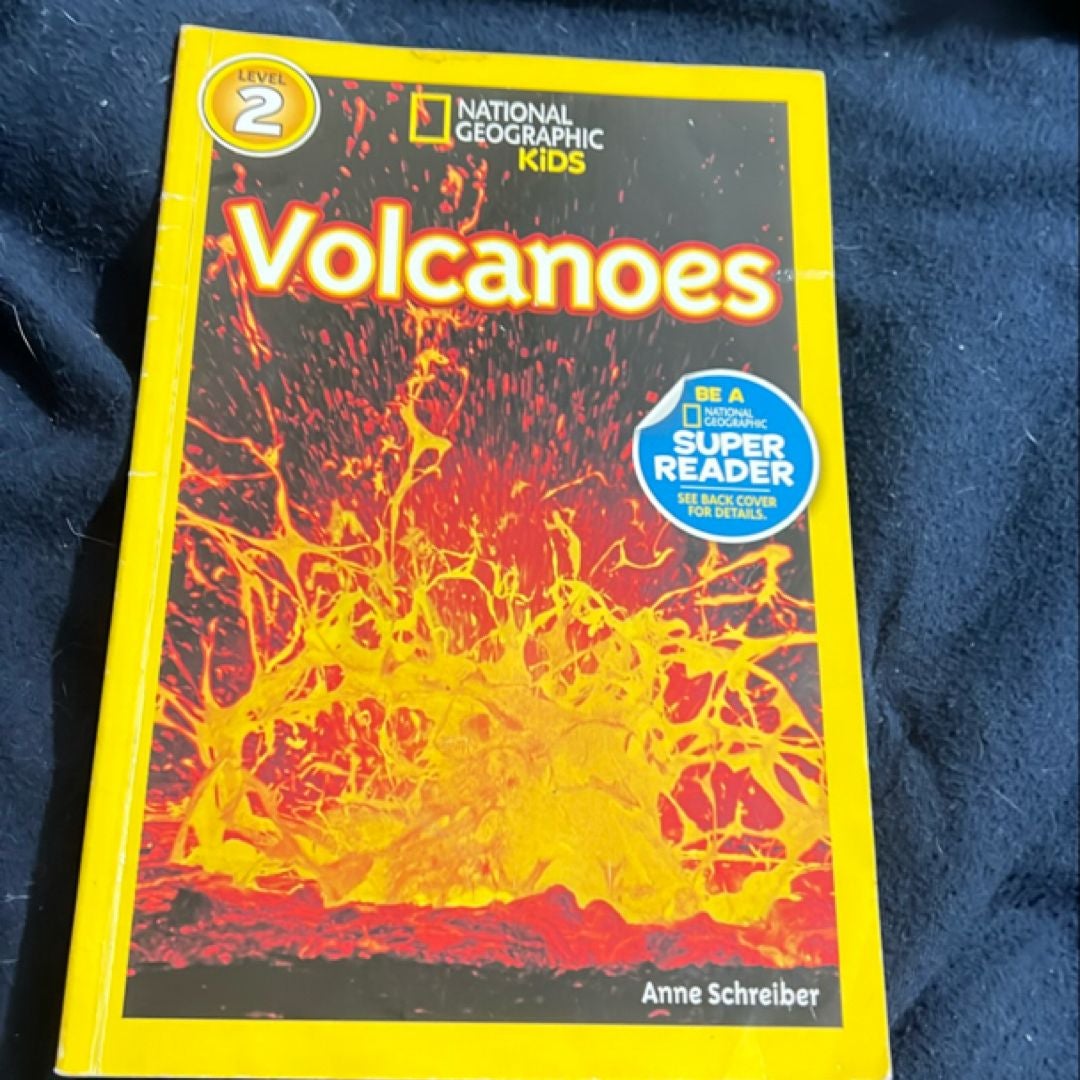 LEVEL
2
NATIONAL
GEOGRAPHIC
KiDS
Volcanoes
BE A
NATIONAL
GEOGRAPHIC
SUPER
READER
SEE BACK COVER
FOR DETAILS.
Anne Schreiber